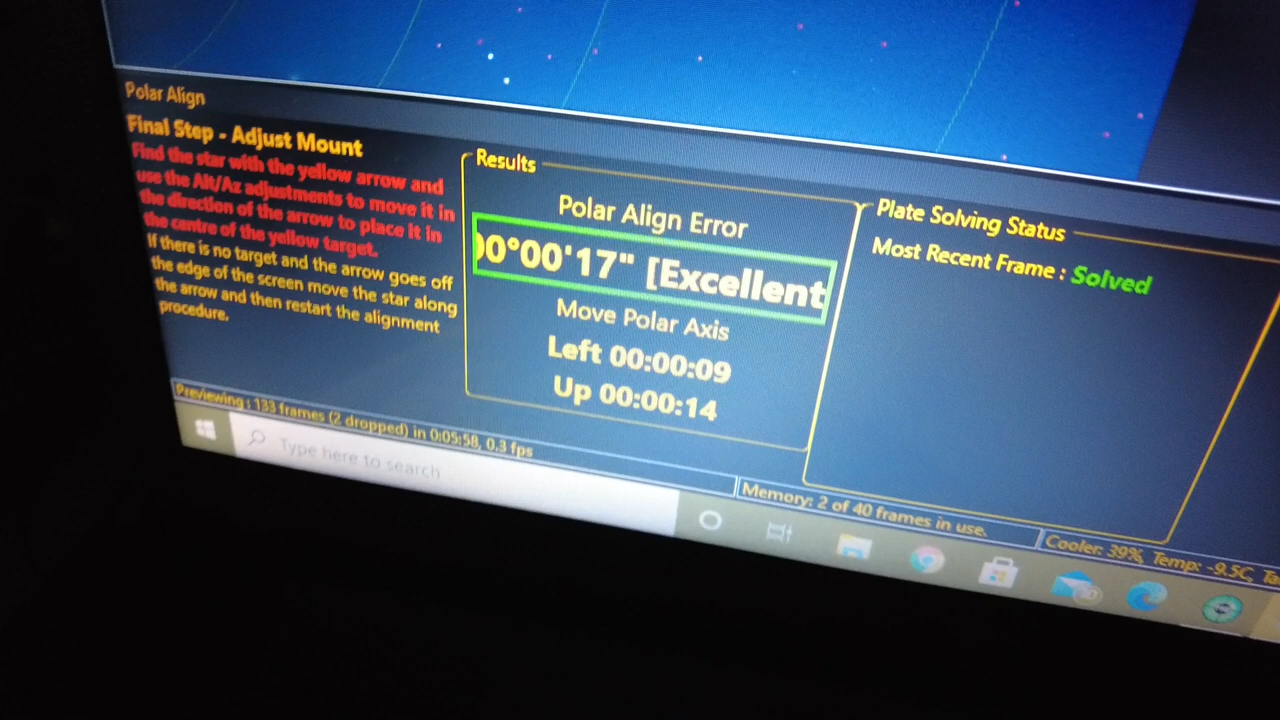 Polar Align
Final Step - Adjust Mount
Find the star with the yellow arrow and
use the Alt/Az adjustments to move it in
the direction of the arrow to place it in
the centre of the yellow target.
If there is no target and the arrow goes off
the edge of the screen move the star along
the arrow and then restart the alignment
procedure.
Results
Polar Align Error
00°00'17" [Excellent
Move Polar Axis
Left 00:00:09
Up 00:00:14
Plate Solving Status
Most Recent Frame : Solved
Previewing : 133 frames (2 dropped) in 0:05:58, 0.3 fps
Memory: 2 of 40 frames in use.
Cooler: 39%, Temp: -9.5C, Ta
Type here to search